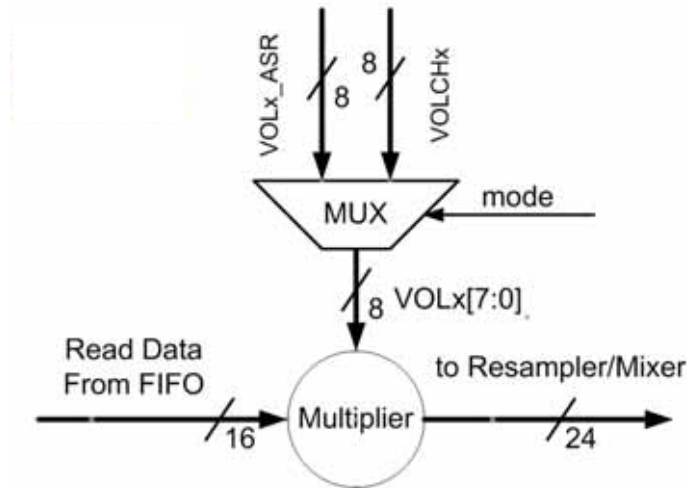 VOLx_ASR
8
8
VOLCHx
MUX
mode
8
VOLx[7:0]
Read Data
From FIFO
to Resampler/Mixer
Multiplier
16
24